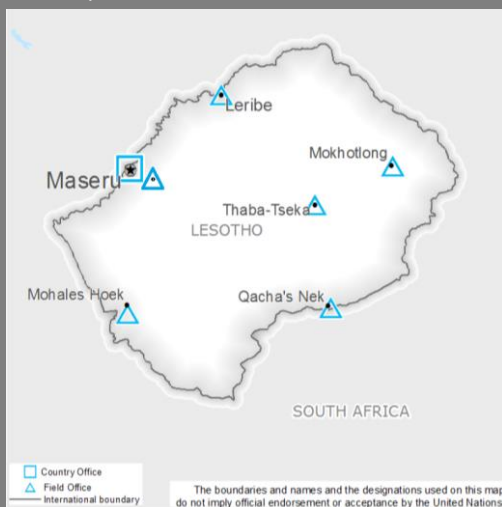 Leribe
Mokhotlong
Maseru
Thaba-Tseka
LESOTHO
Mohales Hoek
Qacha's Nek
SOUTH AFRICA
Country Office
Field Office
International boundary
The boundaries and names and the designations used on this map
do not imply official endorsement or acceptance by the United Nations